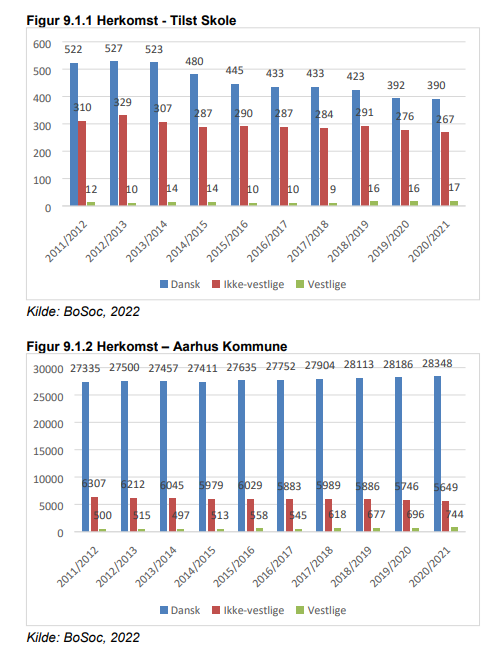 Figur 9.1.1 Herkomst - Tilst Skole
600
500
400
300
200
100
0
522 527 523 480 445 433 433 423 392 390
310 329 307 287 290 287 284 291 276 267
12 10 14 14 10 10 9 16 16 17
2011/2012 2012/2013 2013/2014 2014/2015 2015/2016 2016/2017 2017/2018 2018/2019 2019/2020 2020/2021
Dansk Ikke-vestlige Vestlige
Kilde: BoSoc, 2022
Figur 9.1.2 Herkomst – Aarhus Kommune
30000
25000
20000
15000
10000
5000
0
27335 27500 27457 27411 27635 27752 27904 28113 28186 28348
6307 6212 6045 5979 6029 5883 5989 5886 5746 5649
500 515 497 513 558 545 618 677 696 744
2011/2012 2012/2013 2013/2014 2014/2015 2015/2016 2016/2017 2017/2018 2018/2019 2019/2020 2020/2021
Dansk Ikke-vestlige Vestlige
Kilde: BoSoc, 2022